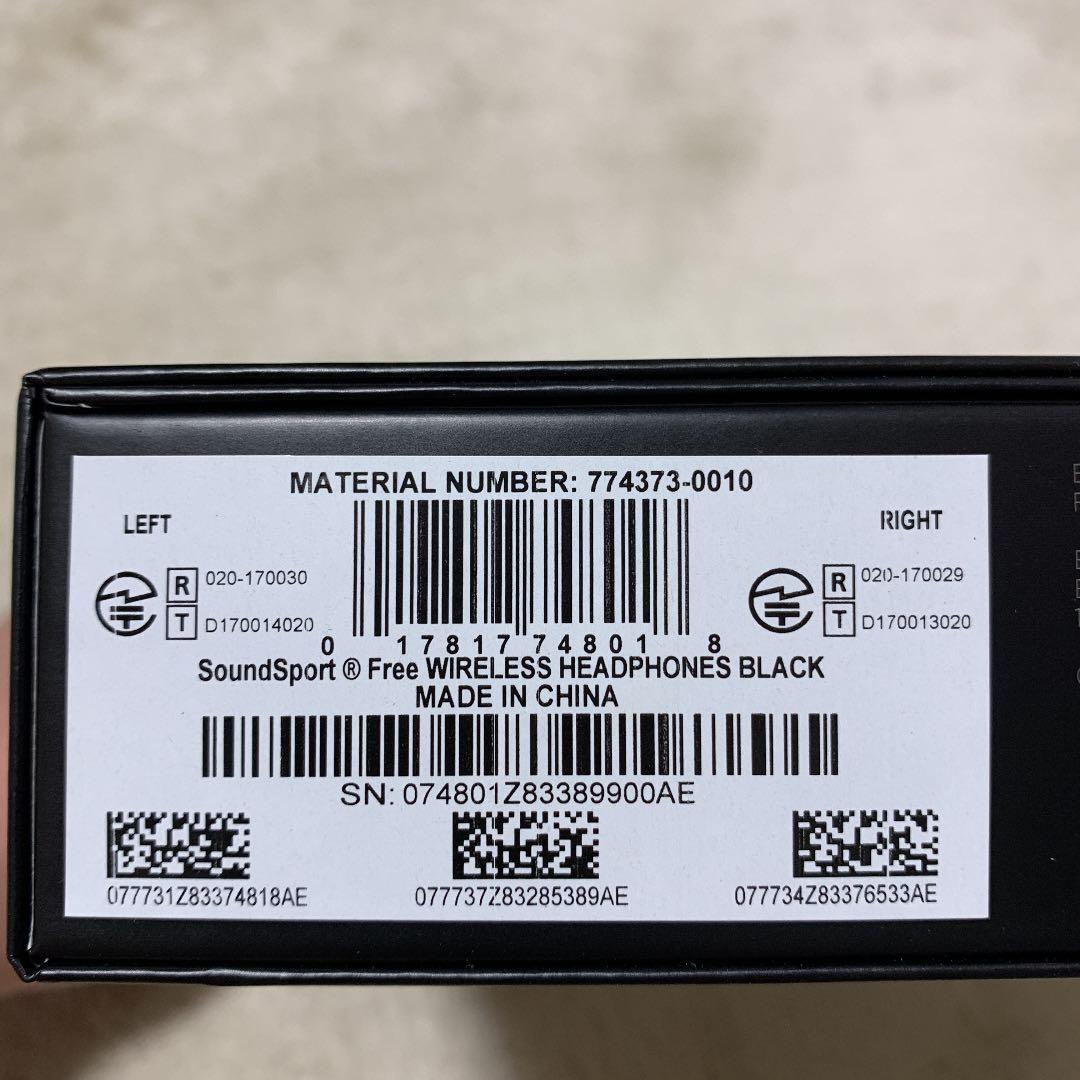 MATERIAL NUMBER: 774373-0010
LEFT
RIGHT
R 020-170030
T D170014020
R 020-170029
T D170013020
0 17817 74801 8
SoundSport ® Free WIRELESS HEADPHONES BLACK
MADE IN CHINA
SN: 074801Z83389900AE
077731Z83374818AE
077737Z83285389AE
077734Z83376533AE